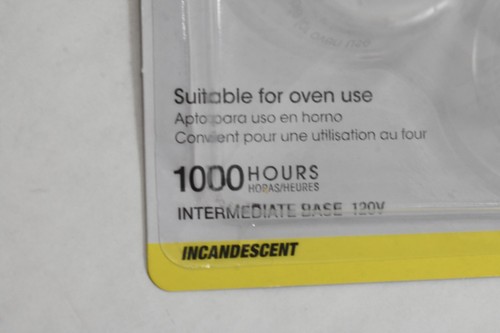 Suitable for oven use
Apto para uso en horno
Convient pour une utilisation au four
1000 HOURS
HORAS/HEURES
INTERMEDIATE BASE 120V
INCANDESCENT